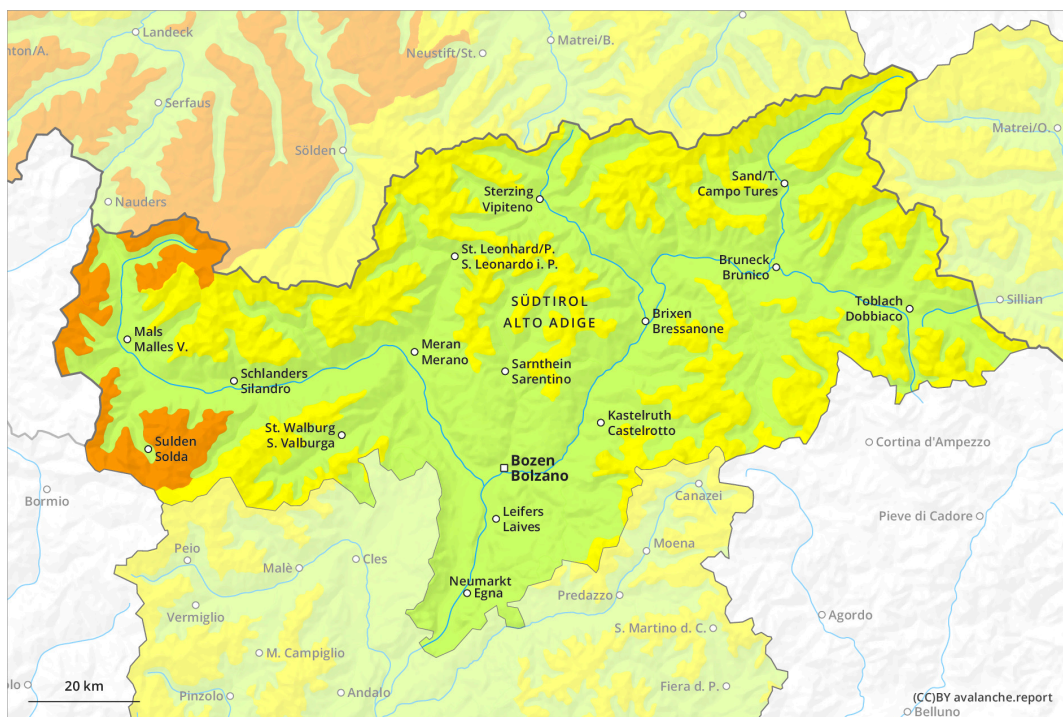 Landeck
nton/A.
Matrei/B.
Neustift/St.
Serfaus
Matrei/O.
Sölden
Sand/T.
Campo Tures
Sterzing
Vipiteno
Nauders
St. Leonhard/P.
S. Leonardo i. P.
Bruneck
Brunico
SÜDTIROL
ALTO ADIGE
Toblach
Dobbiaco
Sillian
Brixen
Bressanone
Mals
Malles V.
Meran
Merano
Sarnthein
Sarentino
Schlanders
Silandro
Kastelruth
Castelrotto
St. Walburg
S. Valburga
Sulden
Solda
Cortina d'Ampezzo
Bozen
Bolzano
Bormio
Canazei
Leifers
Laives
Pieve di Cadore
Peio
Moena
Cles
Malè
Neumarkt
Egna
Predazzo
Vermiglio
Agordo
S. Martino d. C.
M. Campiglio
olo
20 km
Pinzolo
Andalo
Fiera d. P.
(CC)BY avalanche.report
Belluno